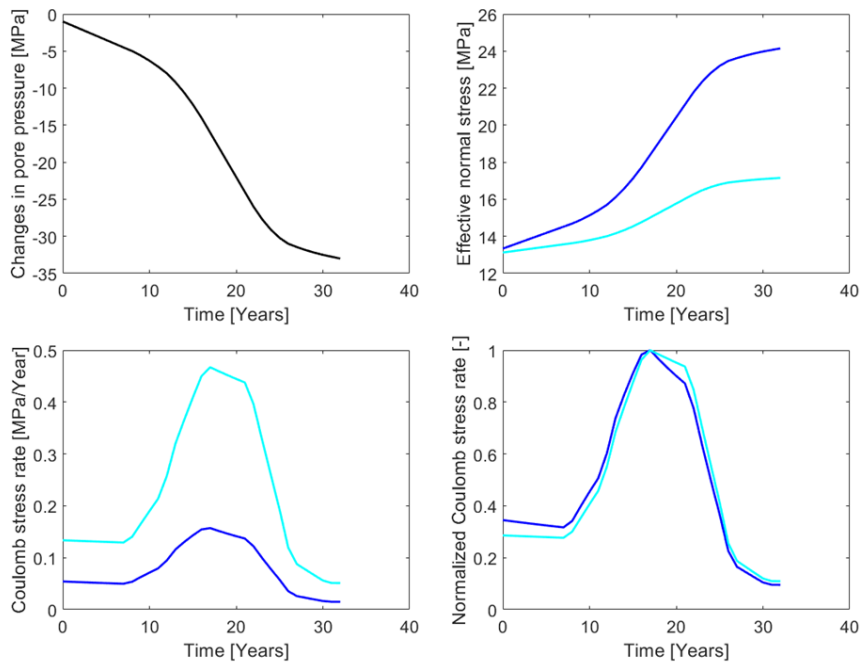 0
-5
-10
-15
-20
-25
-30
-35
Changes in pore pressure [MPa]
0 10 20 30 40
Time [Years]
26
24
22
20
18
16
14
12
Effective normal stress [MPa]
0 10 20 30 40
Time [Years]
0.5
0.4
0.3
0.2
0.1
0
Coulomb stress rate [MPa/Year]
0 10 20 30 40
Time [Years]
1
0.8
0.6
0.4
0.2
0
Normalized Coulomb stress rate [-]
0 10 20 30 40
Time [Years]